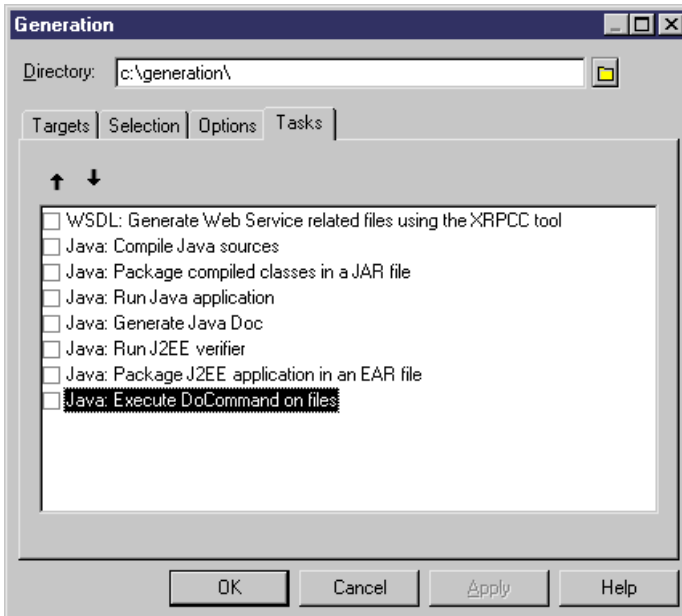 Generation
Directory: c:\generation\
Targets Selection Options Tasks
WSDL: Generate Web Service related files using the XRPCC tool
Java: Compile Java sources
Java: Package compiled classes in a JAR file
Java: Run Java application
Java: Generate Java Doc
Java: Run J2EE verifier
Java: Package J2EE application in an EAR file
Java: Execute DoCommand on files
OK Cancel Apply Help